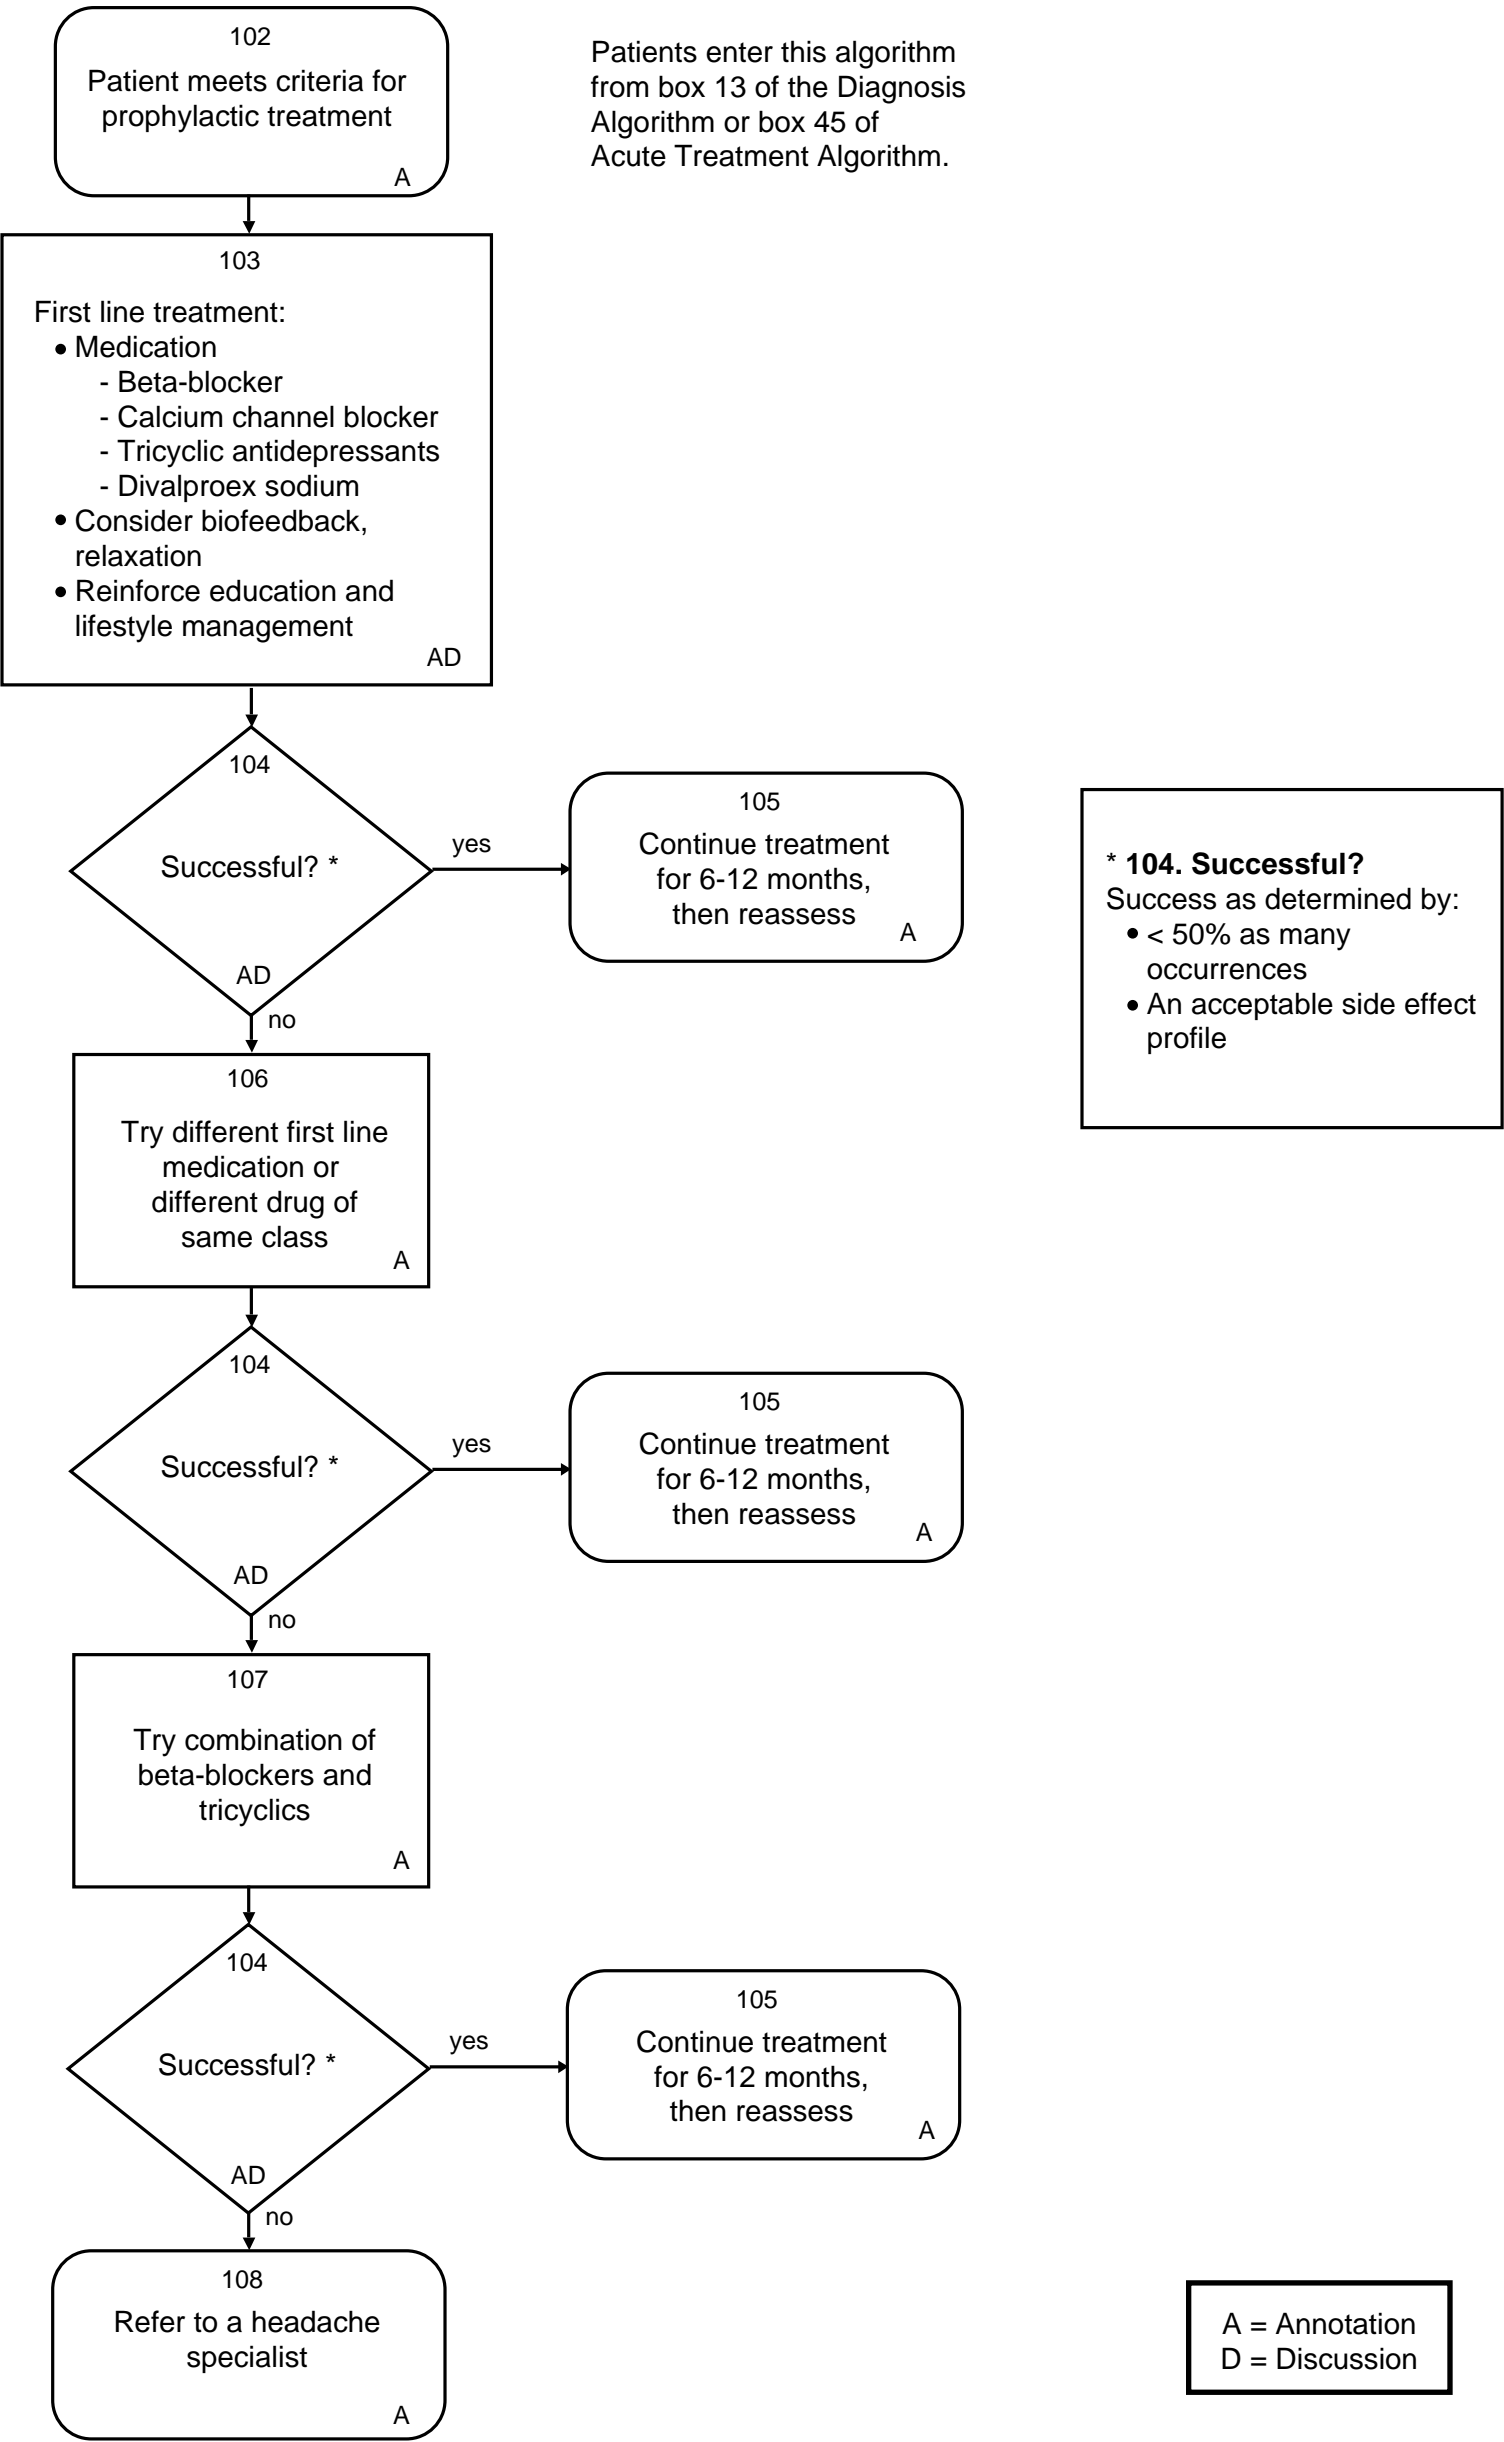 102
Patient meets criteria for
prophylactic treatment
A
Patients enter this algorithm
from box 13 of the Diagnosis
Algorithm or box 45 of
Acute Treatment Algorithm.
103
First line treatment:
• Medication
- Beta-blocker
- Calcium channel blocker
- Tricyclic antidepressants
- Divalproex sodium
• Consider biofeedback,
relaxation
• Reinforce education and
lifestyle management
AD
104
Successful? *
AD
yes
105
Continue treatment
for 6-12 months,
then reassess
A
* 104. Successful?
Success as determined by:
• < 50% as many
occurrences
• An acceptable side effect
profile
no
106
Try different first line
medication or
different drug of
same class
A
104
Successful? *
AD
yes
105
Continue treatment
for 6-12 months,
then reassess
A
no
107
Try combination of
beta-blockers and
tricyclics
A
104
Successful? *
AD
yes
105
Continue treatment
for 6-12 months,
then reassess
A
no
108
Refer to a headache
specialist
A
A = Annotation
D = Discussion